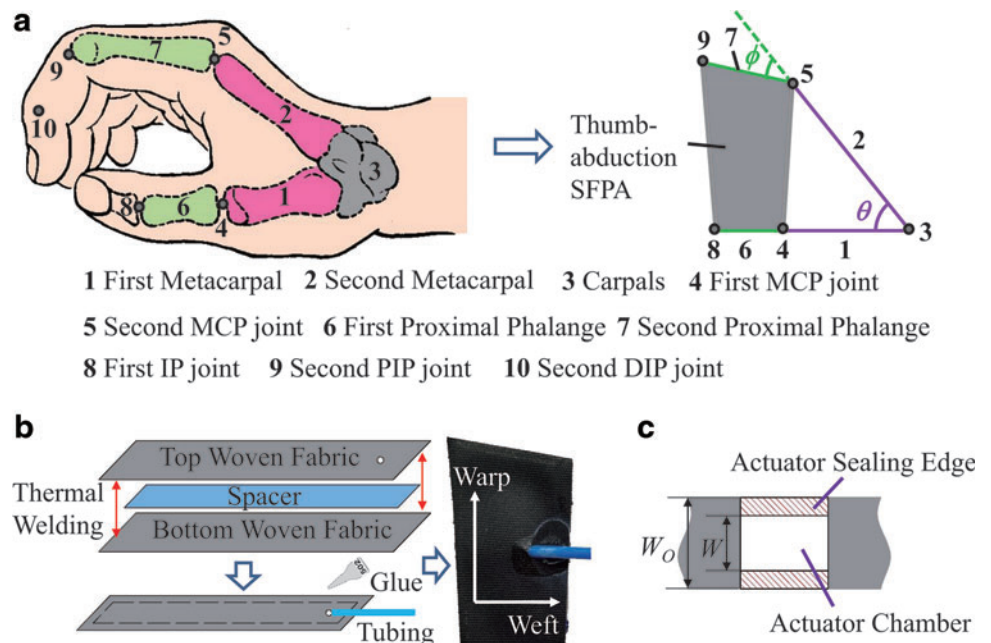 a
5
7
9
10
2
3
8
6
4
1
9
7
ϕ
5
Thumb-
abduction
SFPA
2
θ
8
6
4
1
3
1 First Metacarpal 2 Second Metacarpal 3 Carpals 4 First MCP joint
5 Second MCP joint 6 First Proximal Phalange 7 Second Proximal Phalange
8 First IP joint 9 Second PIP joint 10 Second DIP joint
b
Top Woven Fabric
Thermal
Welding
Spacer
Bottom Woven Fabric
502
Glue
Tubing
Warp
Weft
c
Actuator Sealing Edge
W_O
W
Actuator Chamber